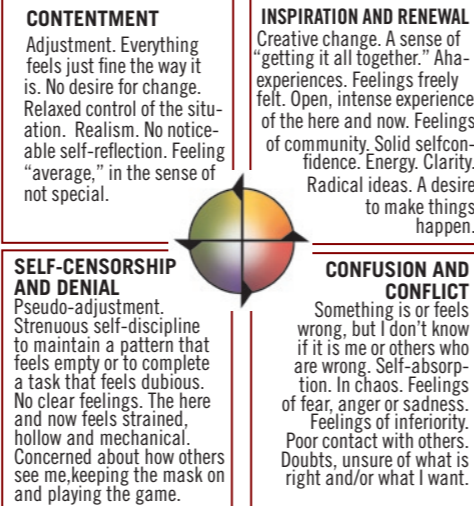 CONTENTMENT
Adjustment. Everything
feels just fine the way it
is. No desire for change.
Relaxed control of the situ-
ation. Realism. No notice-
able self-reflection. Feeling
“average,” in the sense of
not special.
INSPIRATION AND RENEWAL
Creative change. A sense of
“getting it all together.” Aha-
experiences. Feelings freely
felt. Open, intense experience
of the here and now. Feelings
of community. Solid selfcon-
fidence. Energy. Clarity.
Radical ideas. A desire
to make things
happen.
SELF-CENSORSHIP
AND DENIAL
Pseudo-adjustment.
Strenuous self-discipline
to maintain a pattern that
feels empty or to complete
a task that feels dubious.
No clear feelings. The here
and now feels strained,
hollow and mechanical.
Concerned about how others
see me,keeping the mask on
and playing the game.
CONFUSION AND
CONFLICT
Something is or feels
wrong, but I don’t know
if it is me or others who
are wrong. Self-absorp-
tion. In chaos. Feelings
of fear, anger or sadness.
Feelings of inferiority.
Poor contact with others.
Doubts, unsure of what is
right and/or what I want.